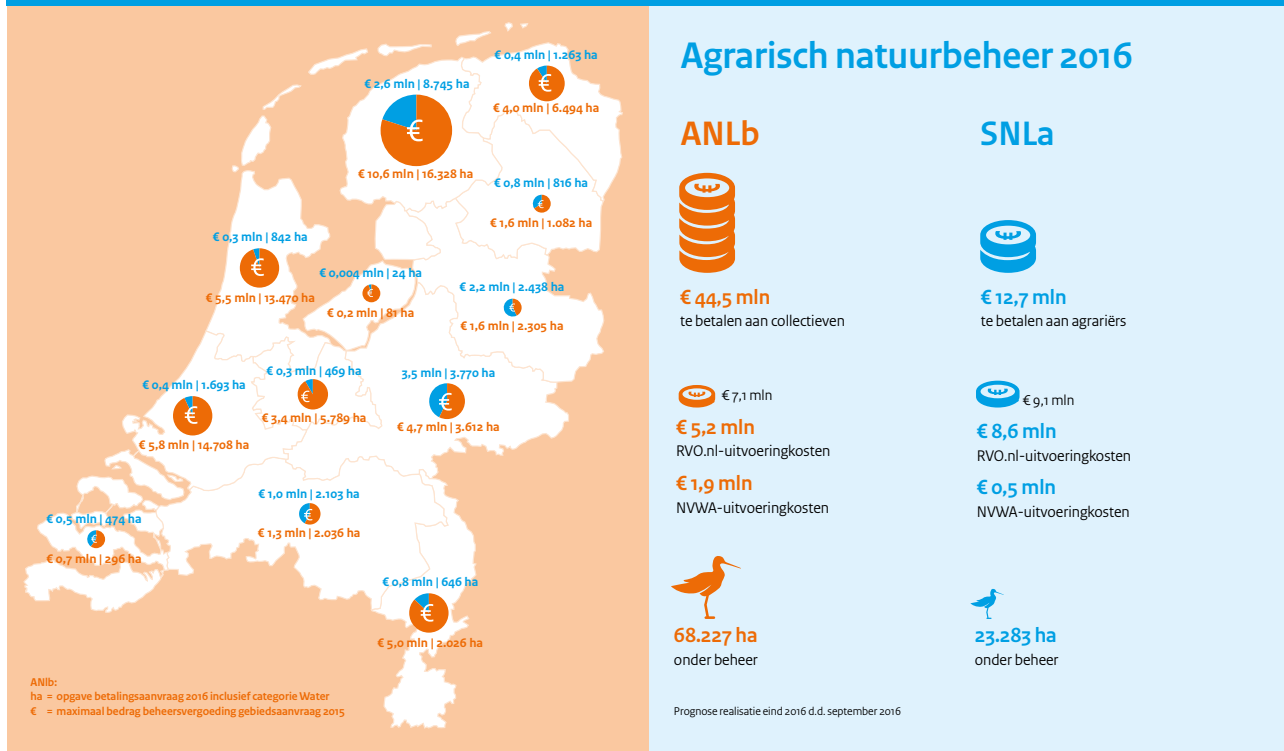 € 0,4 mln | 1.263 ha
€
€ 4,0 mln | 6.494 ha
€ 2,6 mln | 8.745 ha
€
€ 10,6 mln | 16.328 ha
€ 0,8 mln | 816 ha
€
€ 1,6 mln | 1.082 ha
€ 0,3 mln | 842 ha
€
€ 5,5 mln | 13.470 ha
€ 0,004 mln | 24 ha
€
€ 0,2 mln | 81 ha
€ 2,2 mln | 2.438 ha
€
€ 1,6 mln | 2.305 ha
€ 0,4 mln | 1.693 ha
€
€ 5,8 mln | 14.708 ha
€ 0,3 mln | 469 ha
€
€ 3,4 mln | 5.789 ha
3,5 mln | 3.770 ha
€
€ 4,7 mln | 3.612 ha
€ 1,0 mln | 2.103 ha
€
€ 1,3 mln | 2.036 ha
€ 0,5 mln | 474 ha
€
€ 0,7 mln | 296 ha
€ 0,8 mln | 646 ha
€
€ 5,0 mln | 2.026 ha
ANlb:
ha = opgave betalingsaanvraag 2016 inclusief categorie Water
€ = maximaal bedrag beheersvergoeding gebiedsaanvraag 2015
Agrarisch natuurbeheer 2016
ANLb
€
€ 44,5 mln
te betalen aan collectieven
€
€ 7,1 mln
€ 5,2 mln
RVO.nl-uitvoeringkosten
€ 1,9 mln
NVWA-uitvoeringkosten
68.227 ha
onder beheer
SNLa
€
€ 12,7 mln
te betalen aan agrariërs
€
€ 9,1 mln
€ 8,6 mln
RVO.nl-uitvoeringkosten
€ 0,5 mln
NVWA-uitvoeringkosten
23.283 ha
onder beheer
Prognose realisatie eind 2016 d.d. september 2016